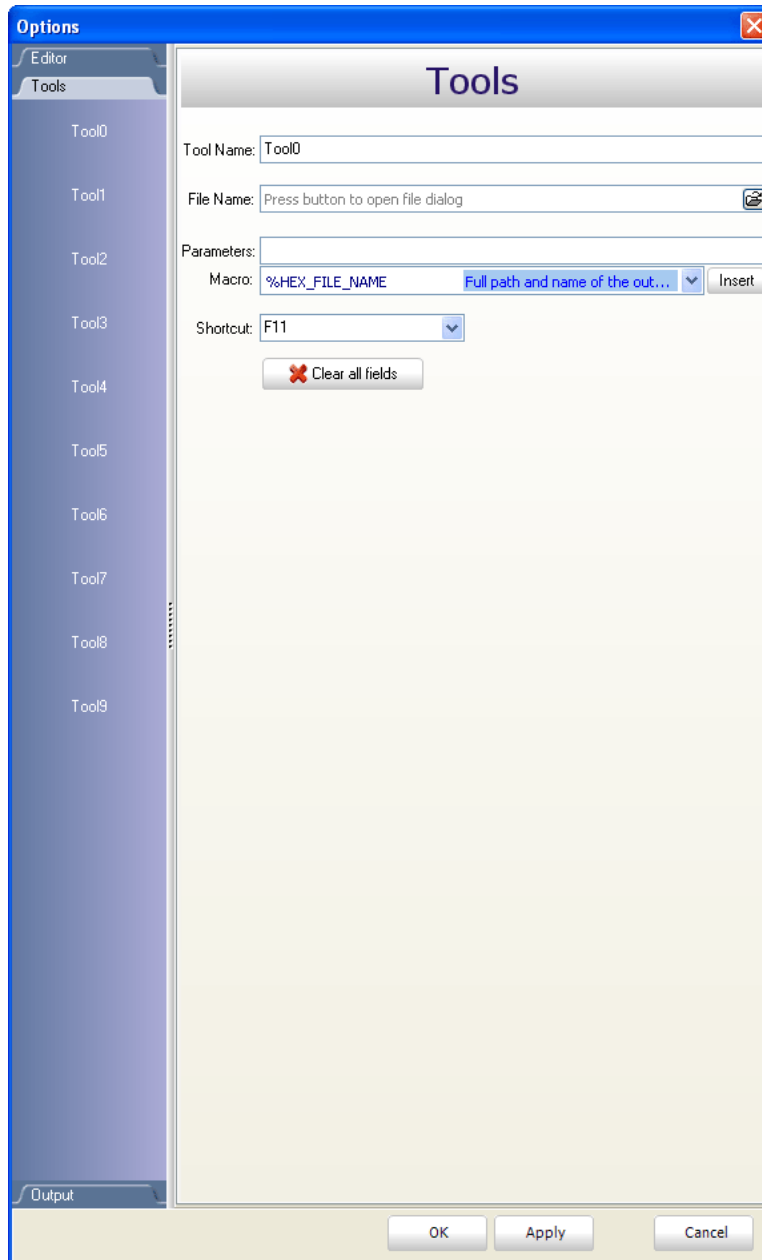 Options
Editor
Tools
Tool0
Tool1
Tool2
Tool3
Tool4
Tool5
Tool6
Tool7
Tool8
Tool9
Output
Tools
Tool Name: Tool0
File Name: Press button to open file dialog
Parameters:
Macro: %HEX_FILE_NAME Full path and name of the out... Insert
Shortcut: F11
Clear all fields
OK Apply Cancel